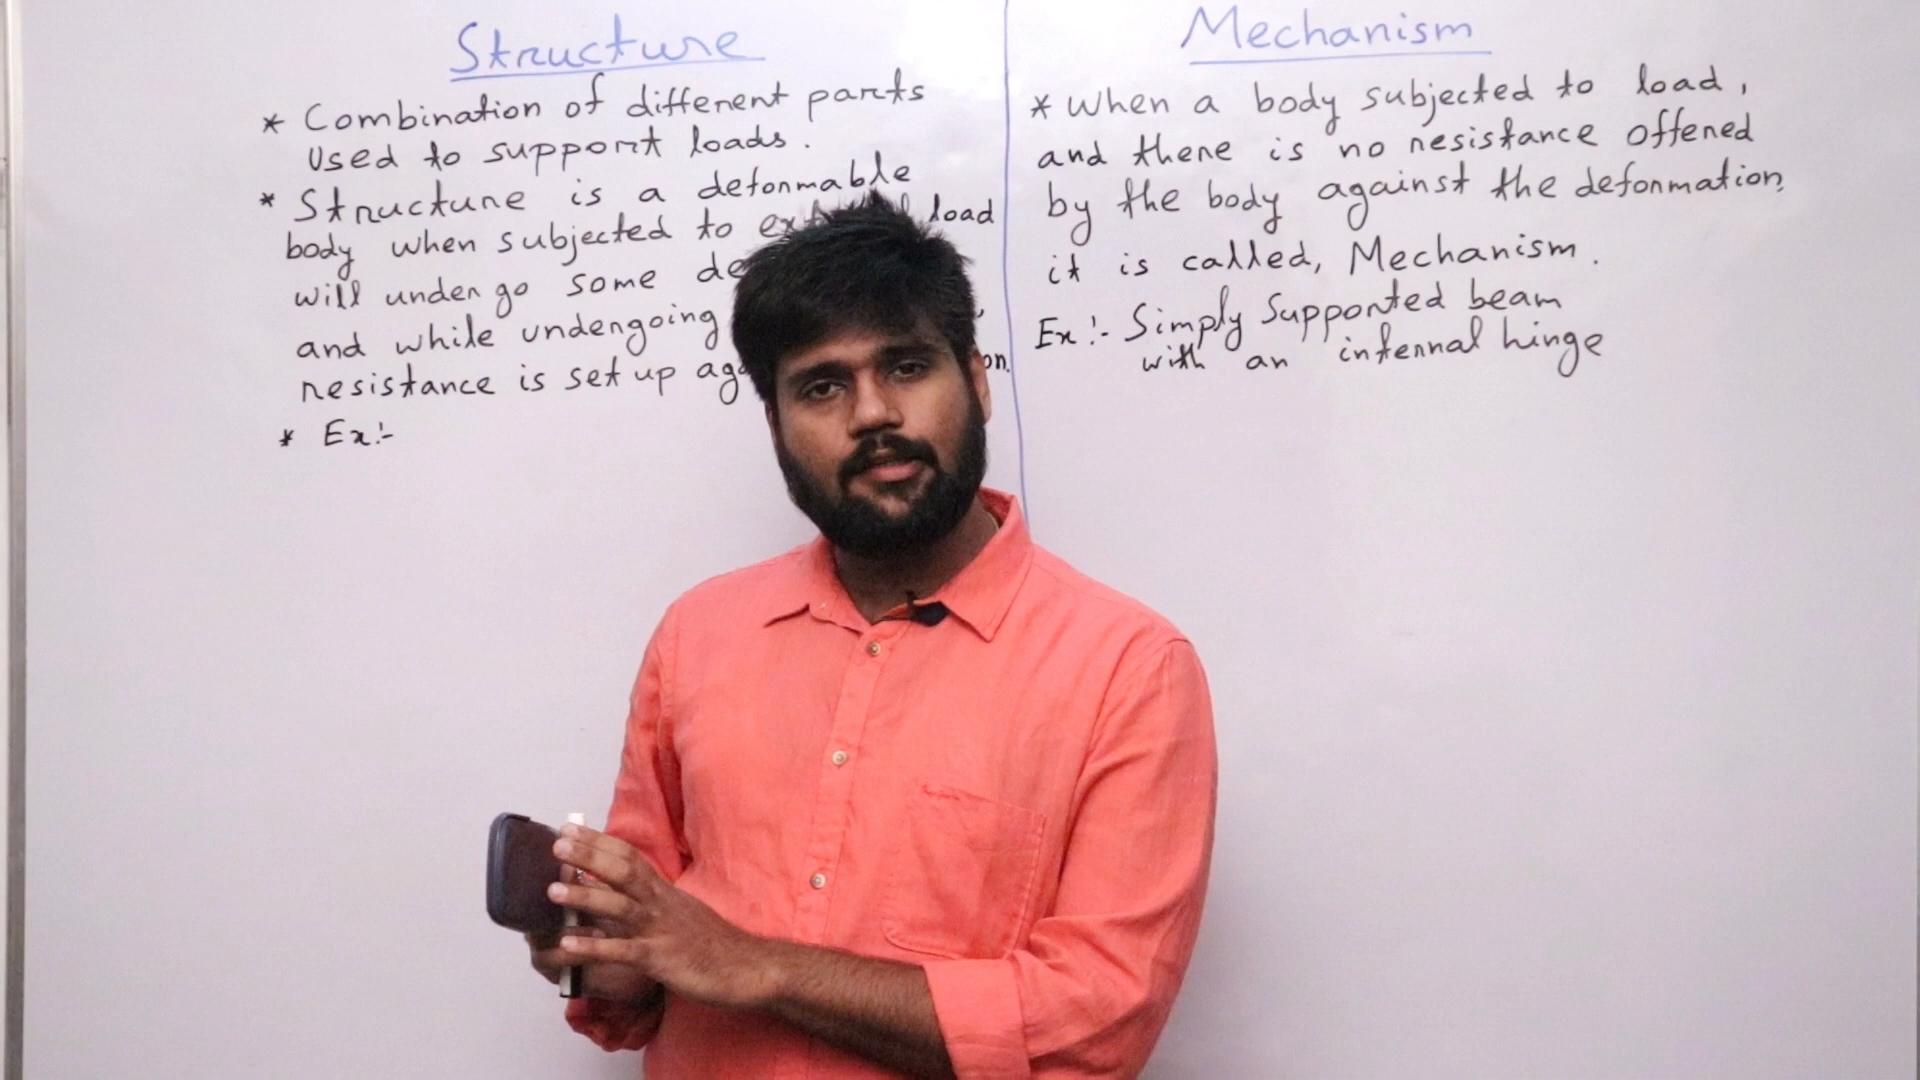 Structure
* Combination of different parts
used to support loads.
* Structure is a deformable
body when subjected to load
will undergo some
and while undergoing
resistance is set up
* Ex:-
Mechanism
* When a body subjected to load,
and there is no resistance offered
by the body against the deformation,
it is called, Mechanism.
Ex:- Simply Supported beam
with an internal hinge